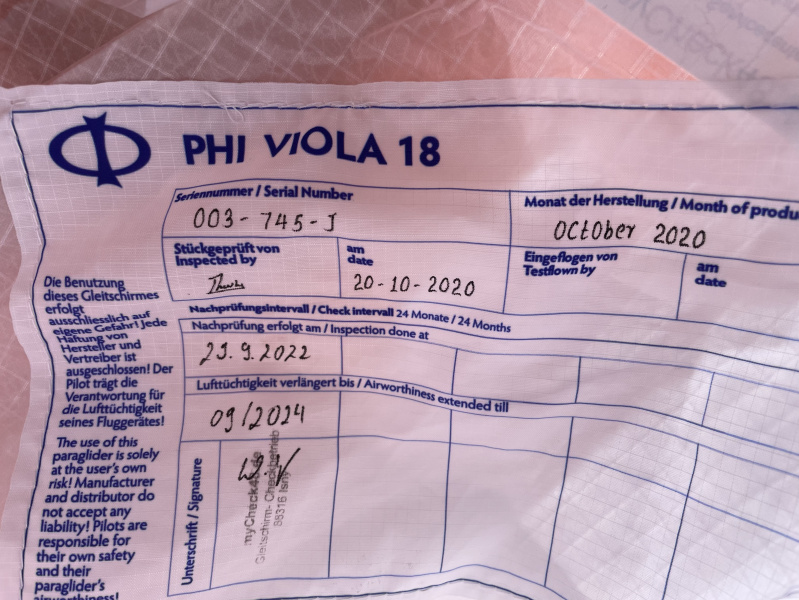 PHI VIOLA 18
Seriennummer / Serial Number
003-745-J
Monat der Herstellung / Month of produ
October 2020
Stückgeprüft von
Inspected by
am
date
20-10-2020
Eingeflogen von
Testflown by
am
date
Nachprüfungsintervall / Check interval 24 Monate / 24 Months
Nachprüfung erfolgt am / Inspection done at
23.9.2022
Lufttüchtigkeit verlängert bis / Airworthiness extended till
09/2024
Unterschrift / Signature
myCheck4u.de
Gleitschirm- Checkbetrieb
88316 Isny
Die Benutzung
dieses Gleitschirmes
erfolgt
ausschliesslich auf
eigene Gefahr! Jede
Haftung von
Hersteller und
Vertreiber ist
ausgeschlossen! Der
Pilot trägt die
Verantwortung für
die Lufttüchtigkeit
seines Fluggerätes!
The use of this
paraglider is solely
at the user's own
risk! Manufacturer
and distributor do
not accept any
liability! Pilots are
responsible for
their own safety
and their
paraglider's
airworthiness!